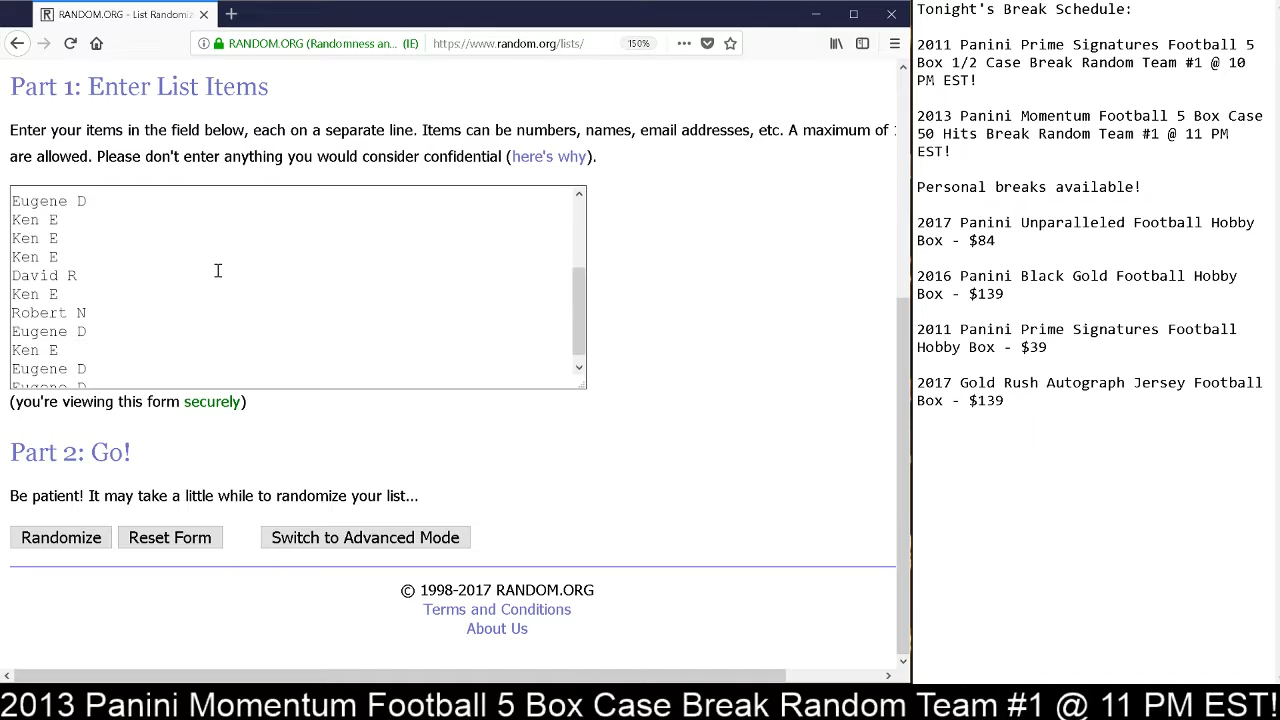 RANDOM.ORG - List Randomiz
RANDOM.ORG (Randomness an... (IE)
https://www.random.org/lists/
150%
Part 1: Enter List Items
Enter your items in the field below, each on a separate line. Items can be numbers, names, email addresses, etc. A maximum of
are allowed. Please don't enter anything you would consider confidential (here's why).
Eugene D
Ken E
Ken E
Ken E
David R
Ken E
Robert N
Eugene D
Ken E
Eugene D
Eugene D
(you're viewing this form securely)
Part 2: Go!
Be patient! It may take a little while to randomize your list...
Randomize
Reset Form
Switch to Advanced Mode
© 1998-2017 RANDOM.ORG
Terms and Conditions
About Us
Tonight's Break Schedule:
2011 Panini Prime Signatures Football 5
Box 1/2 Case Break Random Team #1 @ 10
PM EST!
2013 Panini Momentum Football 5 Box Case
50 Hits Break Random Team #1 @ 11 PM
EST!
Personal breaks available!
2017 Panini Unparalleled Football Hobby
Box - $84
2016 Panini Black Gold Football Hobby
Box - $139
2011 Panini Prime Signatures Football
Hobby Box - $39
2017 Gold Rush Autograph Jersey Football
Box - $139
2013 Panini Momentum Football 5 Box Case Break Random Team #1 @ 11 PM EST!